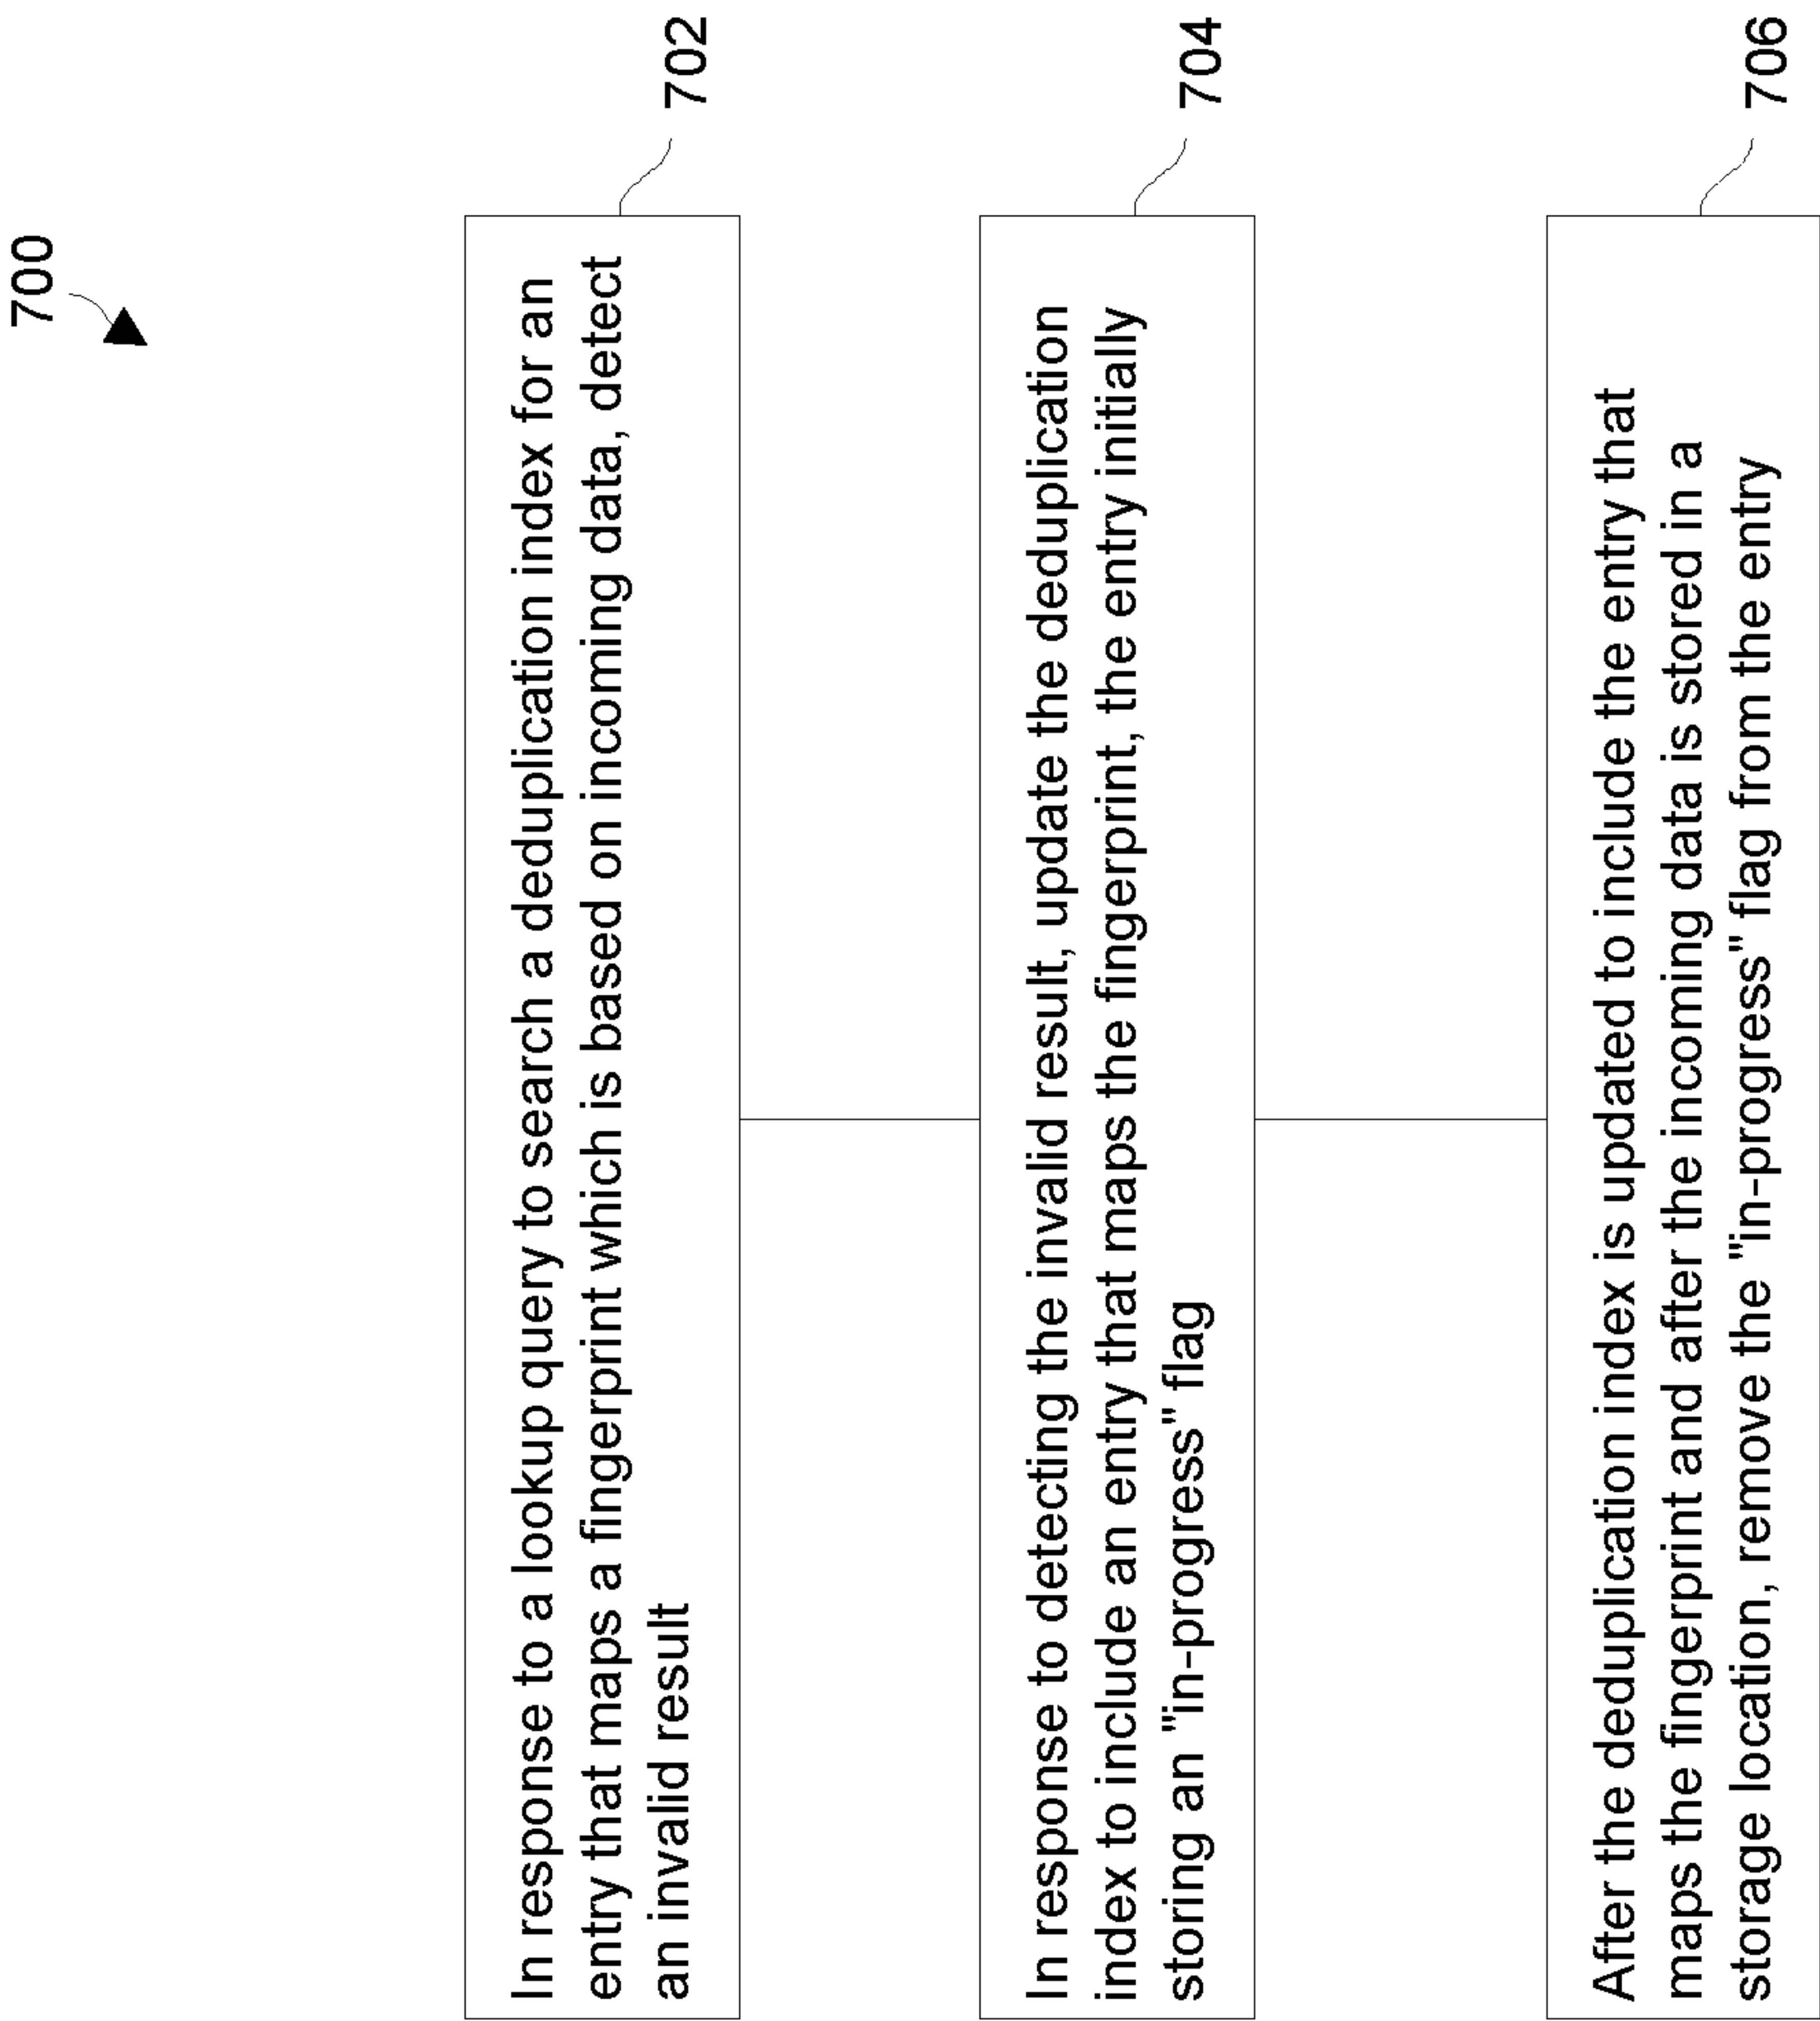 700
In response to a lookup query to search a deduplication index for an
entry that maps a fingerprint which is based on incoming data, detect
an invalid result
702
In response to detecting the invalid result, update the deduplication
index to include an entry that maps the fingerprint, the entry initially
storing an "in-progress" flag
704
After the deduplication index is updated to include the entry that
maps the fingerprint and after the incoming data is stored in a
storage location, remove the "in-progress" flag from the entry
706